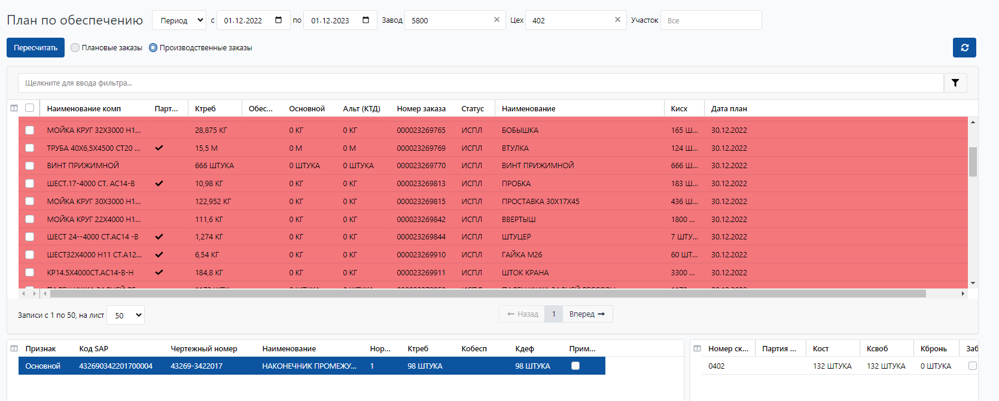 План по обеспечению Период с 01.12.2022 по 01.12.2023 Завод 5800 × Цех 402 × Участок Все
Пересчитать Плановые заказы Производственные заказы
Щелкните для ввода фильтра...
Наименование комп Парт... Ктреб Обес... Основной Альт (КТД) Номер заказа Статус Наименование Кисх Дата план
МОЙКА КРУГ 32Х3000 Н1... 28,875 КГ 0 КГ 0 КГ 000023269765 ИСПЛ БОБЫШКА 165 Ш... 30.12.2022
ТРУБА 40Х6,5Х4500 СТ20 ... 15,5 М 0 М 0 М 000023269769 ИСПЛ ВТУЛКА 124 Ш... 30.12.2022
ВИНТ ПРИЖИМНОЙ 666 ШТУКА 0 ШТУКА 0 ШТУКА 000023269770 ИСПЛ ВИНТ ПРИЖИМНОЙ 666 Ш... 30.12.2022
ШЕСТ.17-4000 СТ. АС14-В 10,98 КГ 0 КГ 0 КГ 000023269813 ИСПЛ ПРОБКА 183 Ш... 30.12.2022
МОЙКА КРУГ 30Х3000 Н1... 122,952 КГ 0 КГ 0 КГ 000023269815 ИСПЛ ПРОСТАВКА 30Х17Х45 436 Ш... 30.12.2022
МОЙКА КРУГ 22Х4000 Н1... 111,6 КГ 0 КГ 0 КГ 000023269842 ИСПЛ ВВЕРТЫШ 1800 ... 30.12.2022
ШЕСТ 24--4000 СТ.АС14 -В 1,274 КГ 0 КГ 0 КГ 000023269844 ИСПЛ ШТУЦЕР 7 ШТУ... 30.12.2022
ШЕСТ32Х4000 Н11 СТ.А12... 6,54 КГ 0 КГ 0 КГ 000023269910 ИСПЛ ГАЙКА М26 60 ШТ... 30.12.2022
КР14.5Х4000СТ.АС14-В-Н 184,8 КГ 0 КГ 0 КГ 000023269911 ИСПЛ ШТОК КРАНА 3300 ... 30.12.2022
Записи с 1 по 50, на лист 50 Назад 1 Вперед
Признак Код SAP Чертежный номер Наименование Нор... Ктреб Кобесп Кдеф Прим... Номер ск... Партия ... Кост Ксвоб Кбронь Заб
Основной 432690342201700004 43269-3422017 НАКОНЕЧНИК ПРОМЕЖУ... 1 98 ШТУКА 98 ШТУКА 0402 132 ШТУКА 132 ШТУКА 0 ШТУКА